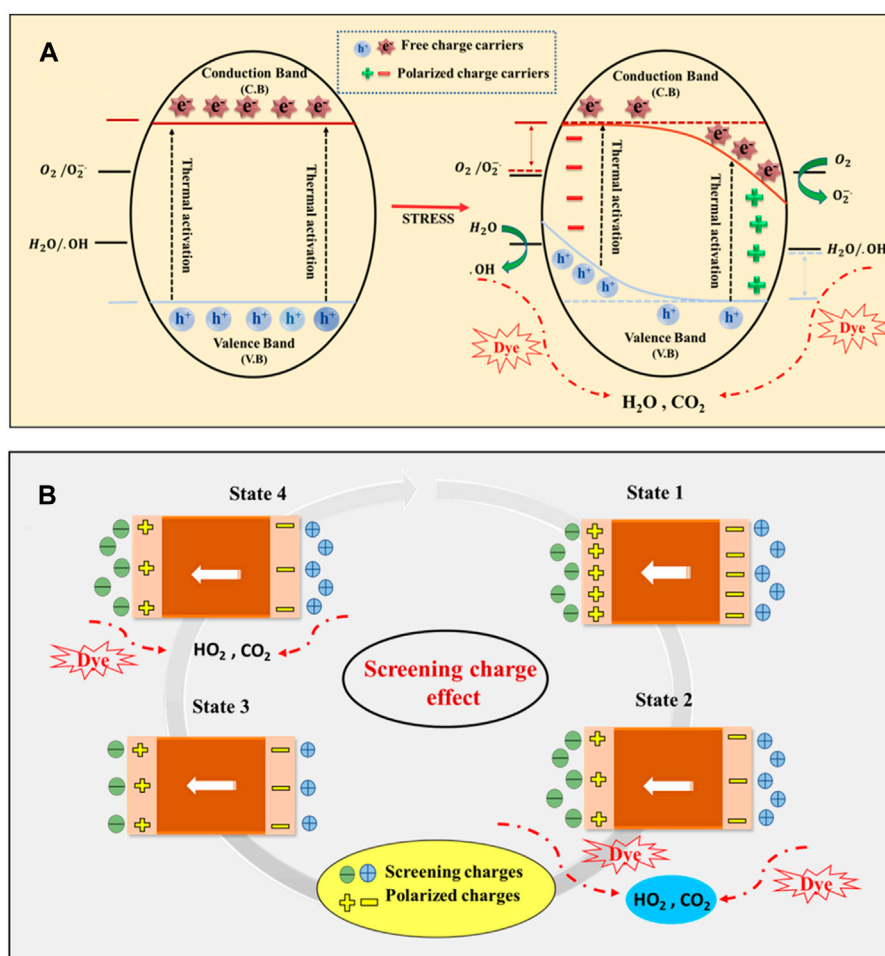 A
h⁺ e⁻ Free charge carriers
+ − Polarized charge carriers
Conduction Band
(C.B)
e⁻ e⁻ e⁻ e⁻ e⁻
O₂ /O₂⁻·
H₂O/.OH
Thermal activation
Thermal activation
h⁺ h⁺ h⁺ h⁺ h⁺
Valence Band
(V.B)
STRESS
Conduction Band
(C.B)
e⁻ e⁻
e⁻ e⁻ e⁻
O₂ /O₂⁻·
H₂O
.OH
Thermal activation
Thermal activation
O₂
O₂⁻·
H₂O/.OH
h⁺ h⁺ h⁺
h⁺ h⁺
Valence Band
(V.B)
Dye
Dye
H₂O , CO₂
B
State 4
State 1
Dye
HO₂ , CO₂
Screening charge
effect
State 3
State 2
Screening charges
Polarized charges
Dye
HO₂ , CO₂
Dye